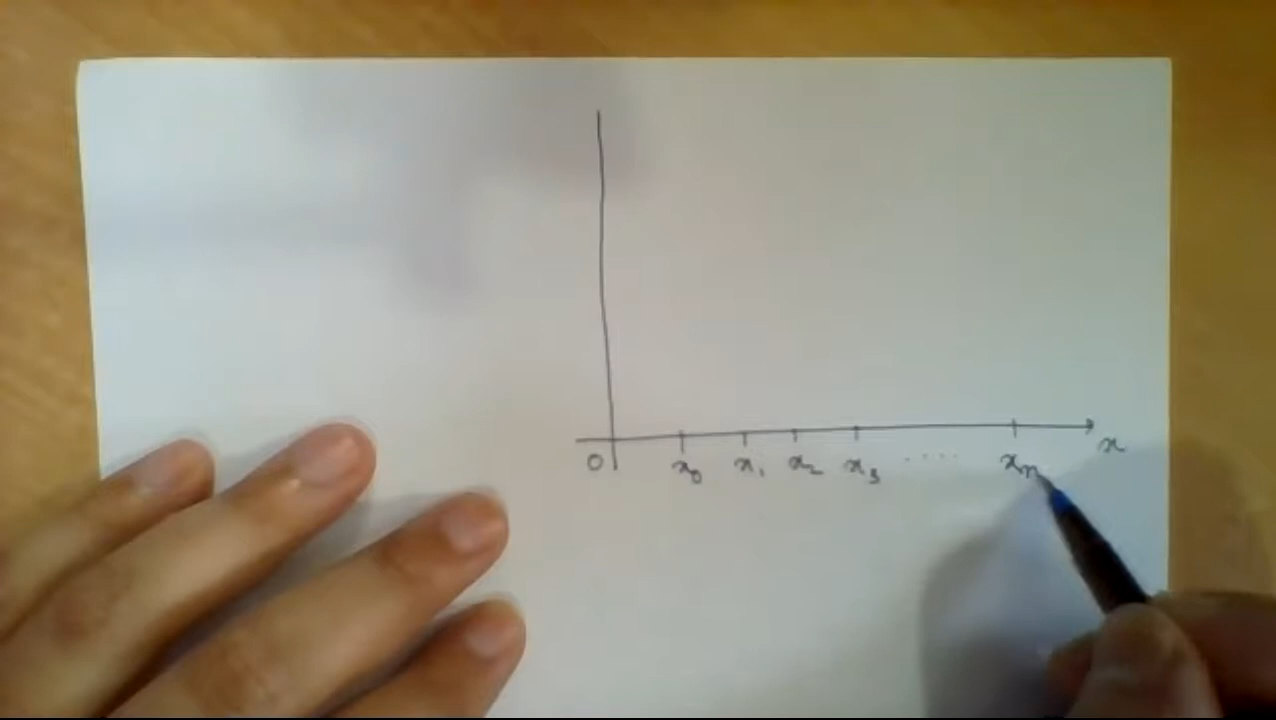 0 x₀ x₁ x₂ x₃ ..... xₙ x